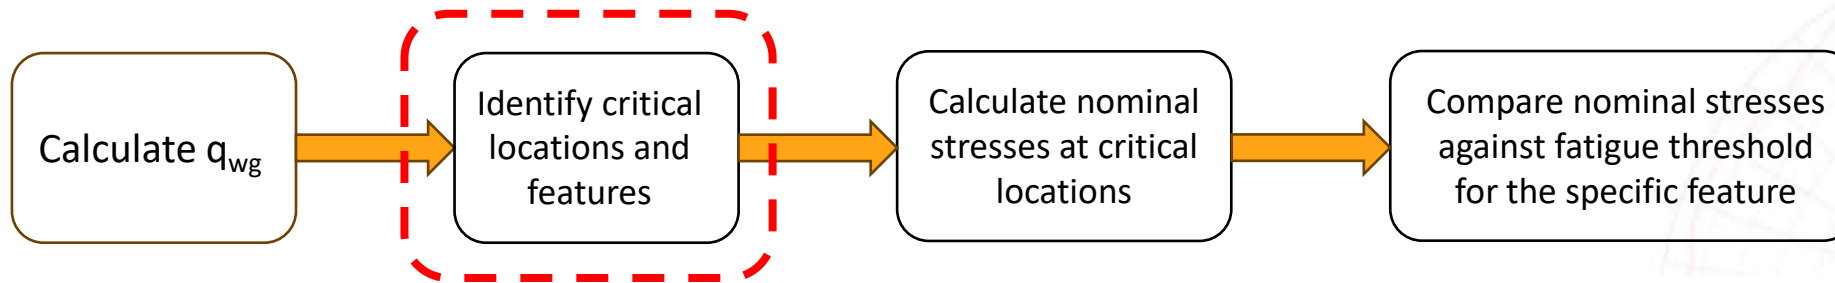 Calculate q_wg
Identify critical
locations and
features
Calculate nominal
stresses at critical
locations
Compare nominal stresses
against fatigue threshold
for the specific feature